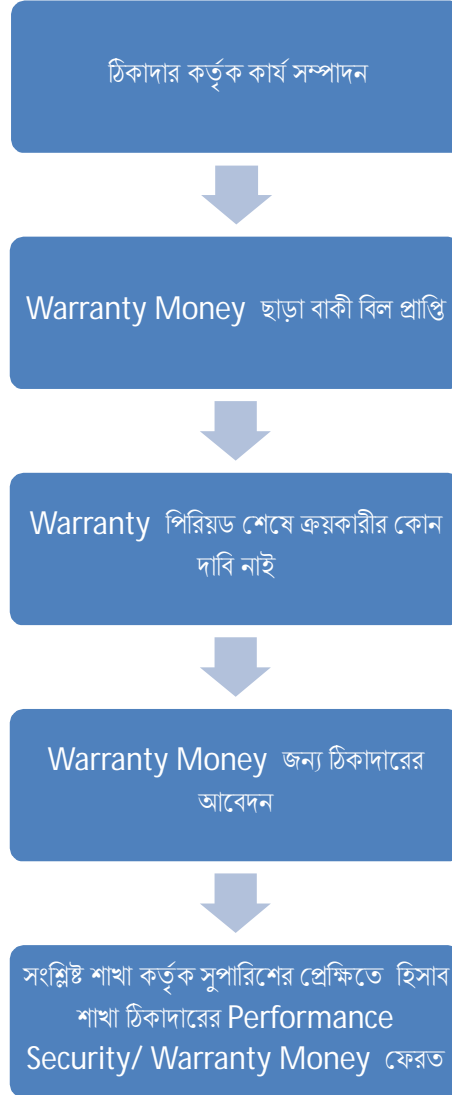 ঠিকাদার কর্তৃক কার্য সম্পাদন
Warranty Money ছাড়া বাকী বিল প্রাপ্তি
Warranty পিরিয়ড শেষে ক্রয়কারীর কোন
দাবি নাই
Warranty Money জন্য ঠিকাদারের
আবেদন
সংশ্লিষ্ট শাখা কর্তৃক সুপারিশের প্রেক্ষিতে হিসাব
শাখা ঠিকাদারের Performance
Security/ Warranty Money ফেরত